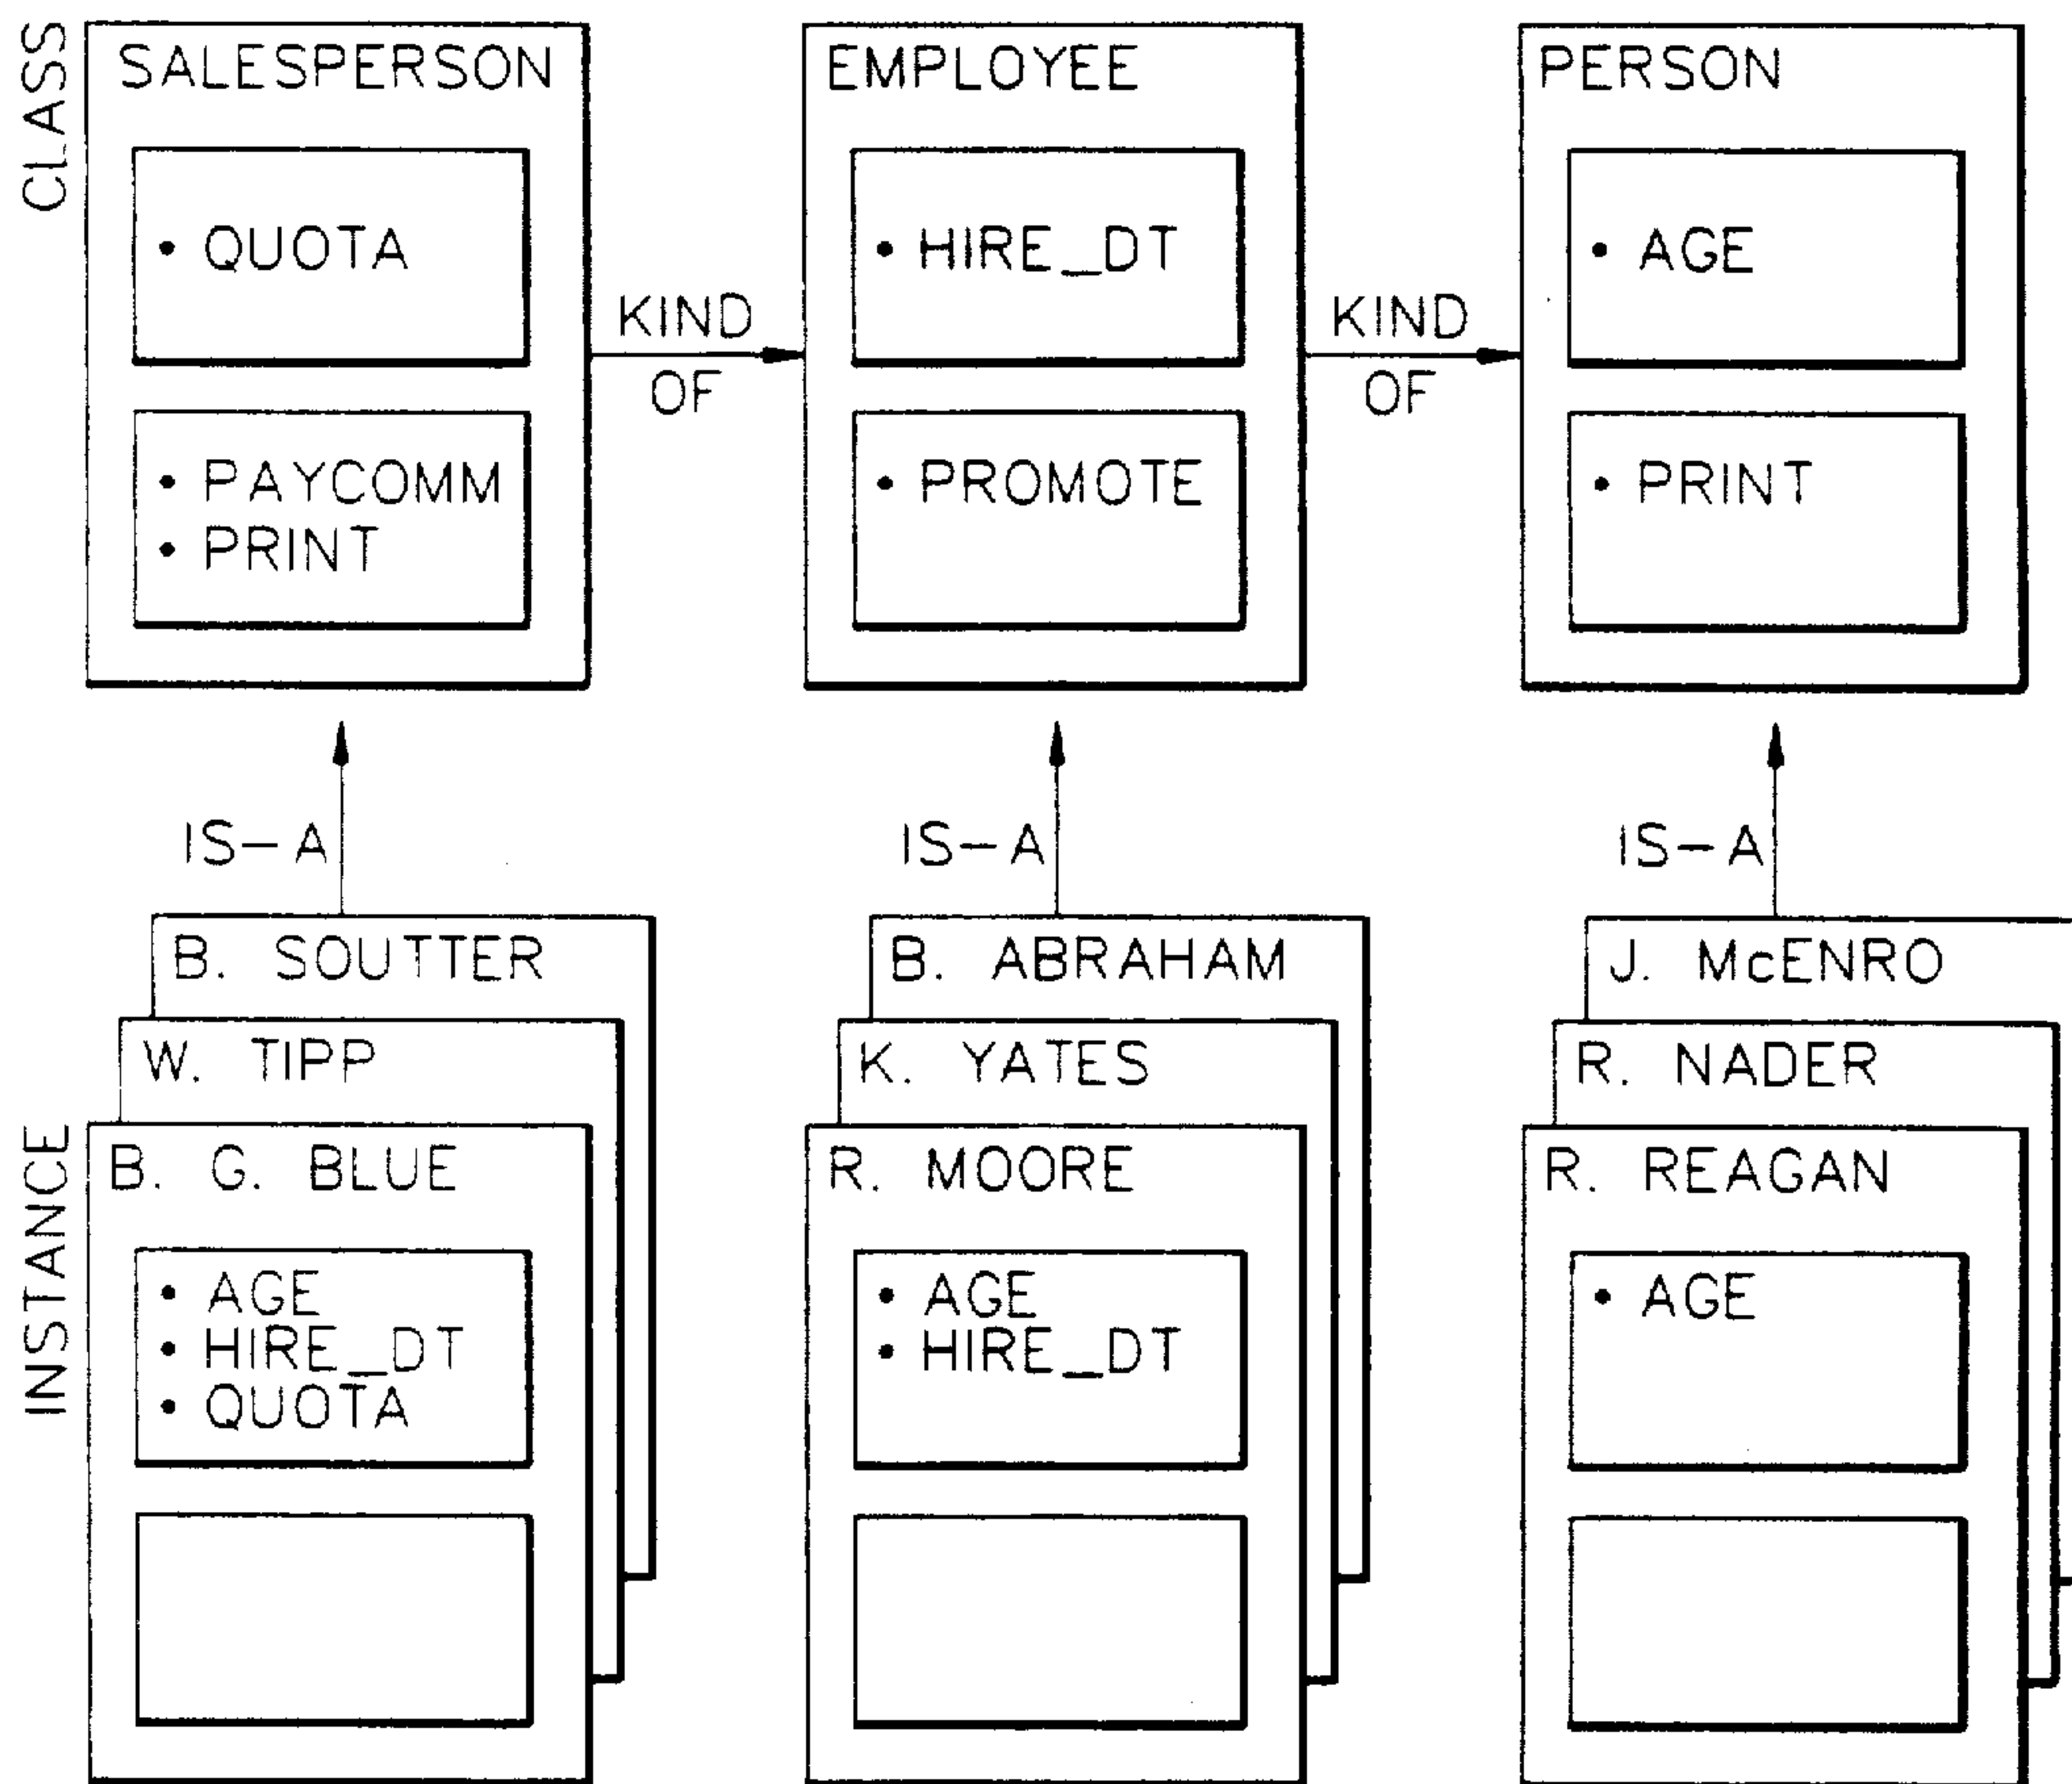 CLASS
SALESPERSON
• QUOTA
• PAYCOMM
• PRINT
KIND
OF
EMPLOYEE
• HIRE_DT
• PROMOTE
KIND
OF
PERSON
• AGE
• PRINT
IS-A
IS-A
IS-A
INSTANCE
B. SOUTTER
W. TIPP
B. G. BLUE
• AGE
• HIRE_DT
• QUOTA
B. ABRAHAM
K. YATES
R. MOORE
• AGE
• HIRE_DT
J. McENRO
R. NADER
R. REAGAN
• AGE